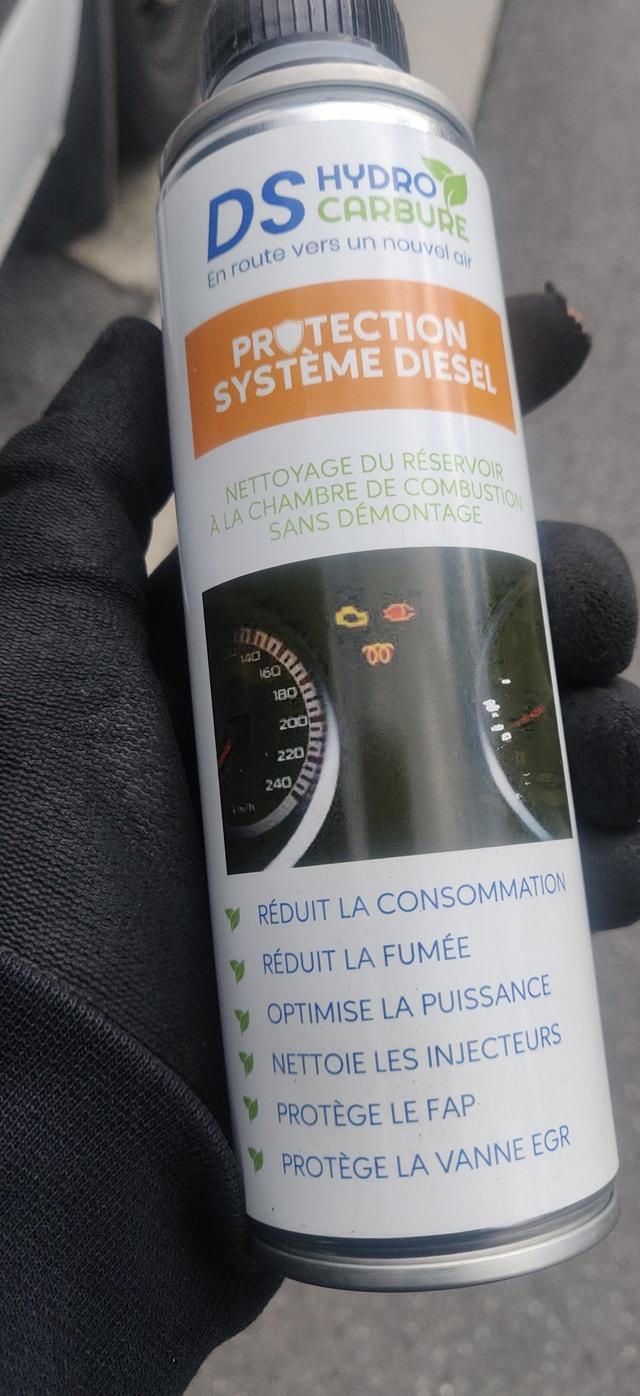 DS HYDRO
CARBURE
En route vers un nouvel air
PROTECTION
SYSTÈME DIESEL
NETTOYAGE DU RÉSERVOIR
À LA CHAMBRE DE COMBUSTION
SANS DÉMONTAGE
140
160
180
200
220
240
km/h
RÉDUIT LA CONSOMMATION
RÉDUIT LA FUMÉE
OPTIMISE LA PUISSANCE
NETTOIE LES INJECTEURS
PROTÈGE LE FAP
PROTÈGE LA VANNE EGR